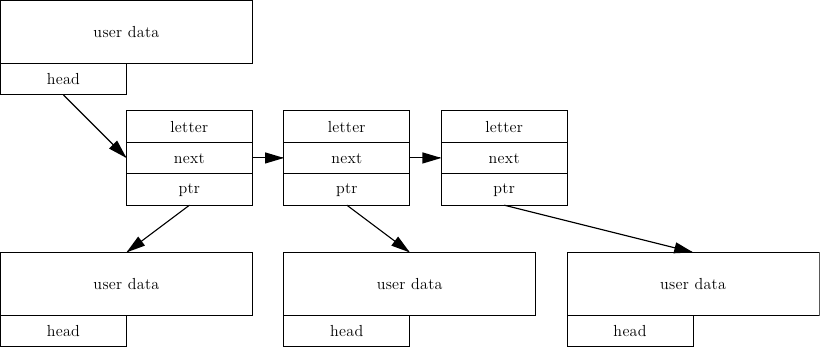 user data
head
letter letter letter
next next next
ptr ptr ptr
user data user data user data
head head head